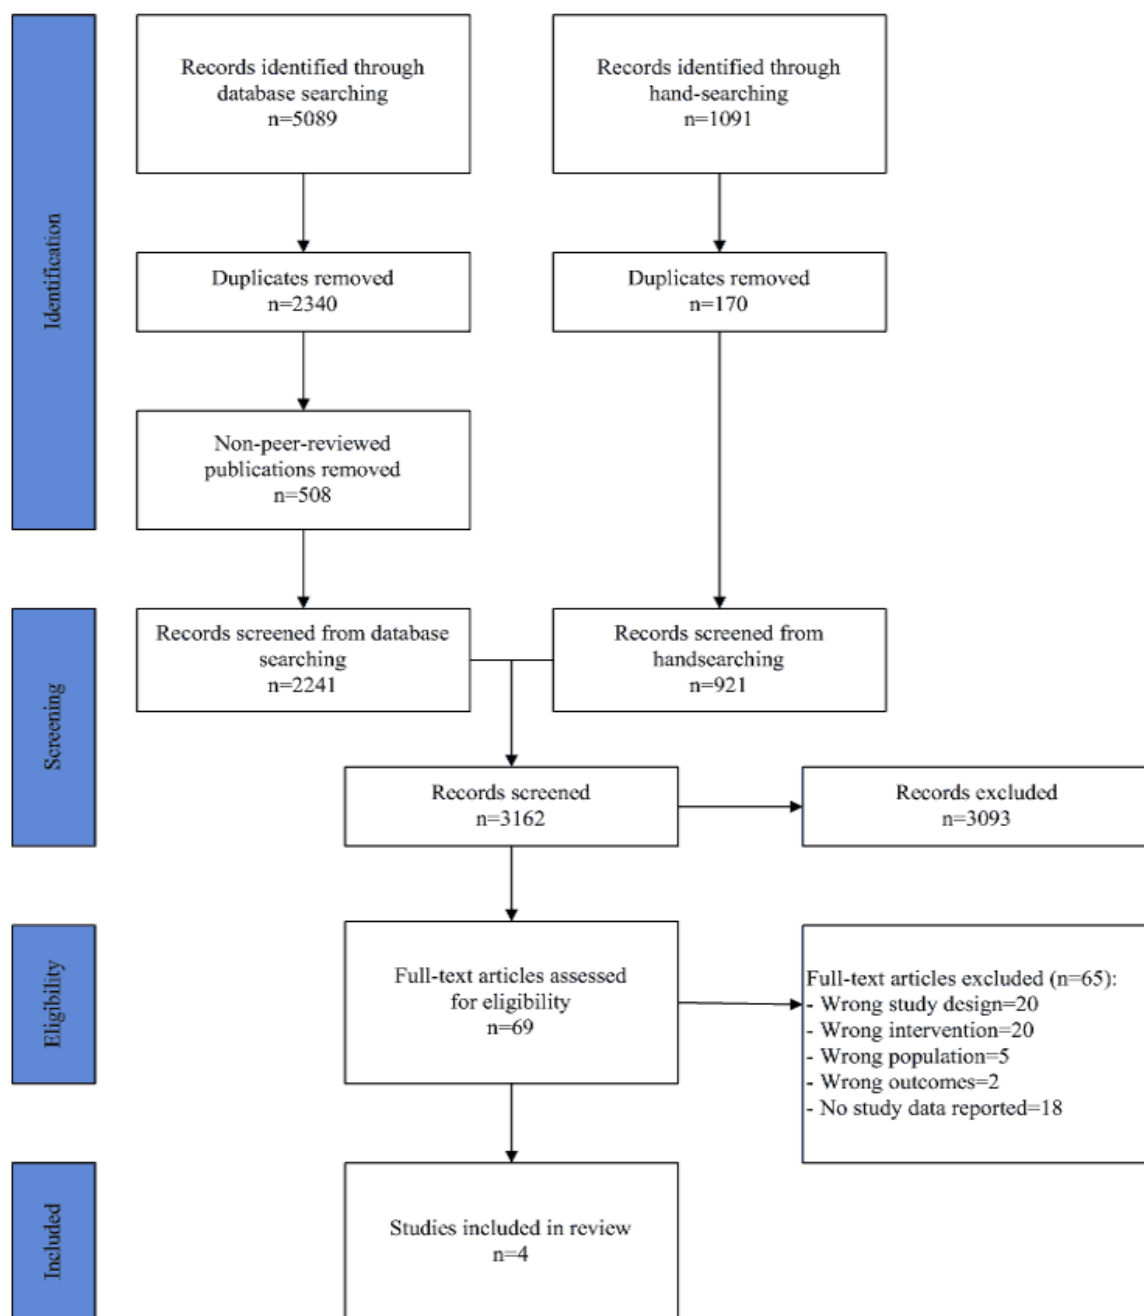 Identification
Records identified through
database searching
n=5089
Records identified through
hand-searching
n=1091
Duplicates removed
n=2340
Duplicates removed
n=170
Non-peer-reviewed
publications removed
n=508
Screening
Records screened from database
searching
n=2241
Records screened from
handsearching
n=921
Records screened
n=3162
Records excluded
n=3093
Eligibility
Full-text articles assessed
for eligibility
n=69
Full-text articles excluded (n=65):
- Wrong study design=20
- Wrong intervention=20
- Wrong population=5
- Wrong outcomes=2
- No study data reported=18
Included
Studies included in review
n=4